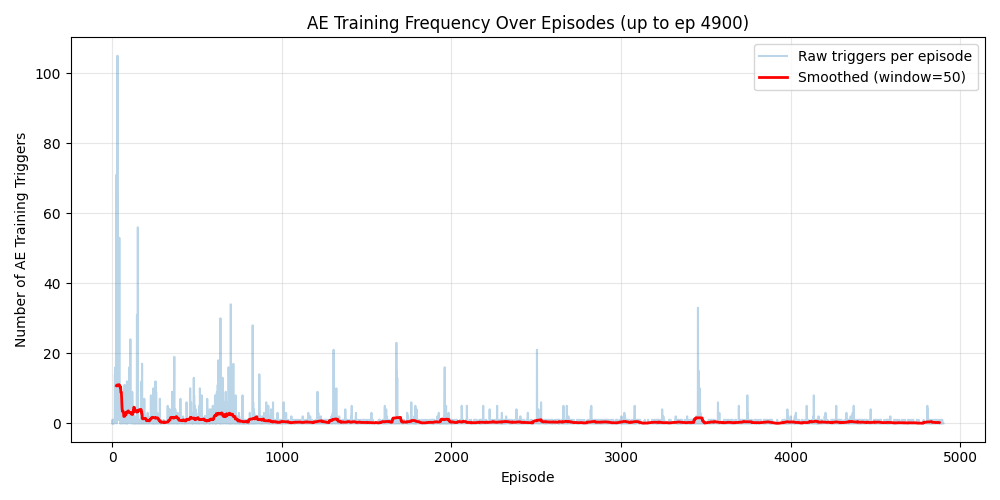 AE Training Frequency Over Episodes (up to ep 4900)
Raw triggers per episode
Smoothed (window=50)
Number of AE Training Triggers
100
80
60
40
20
0
0 1000 2000 3000 4000 5000
Episode